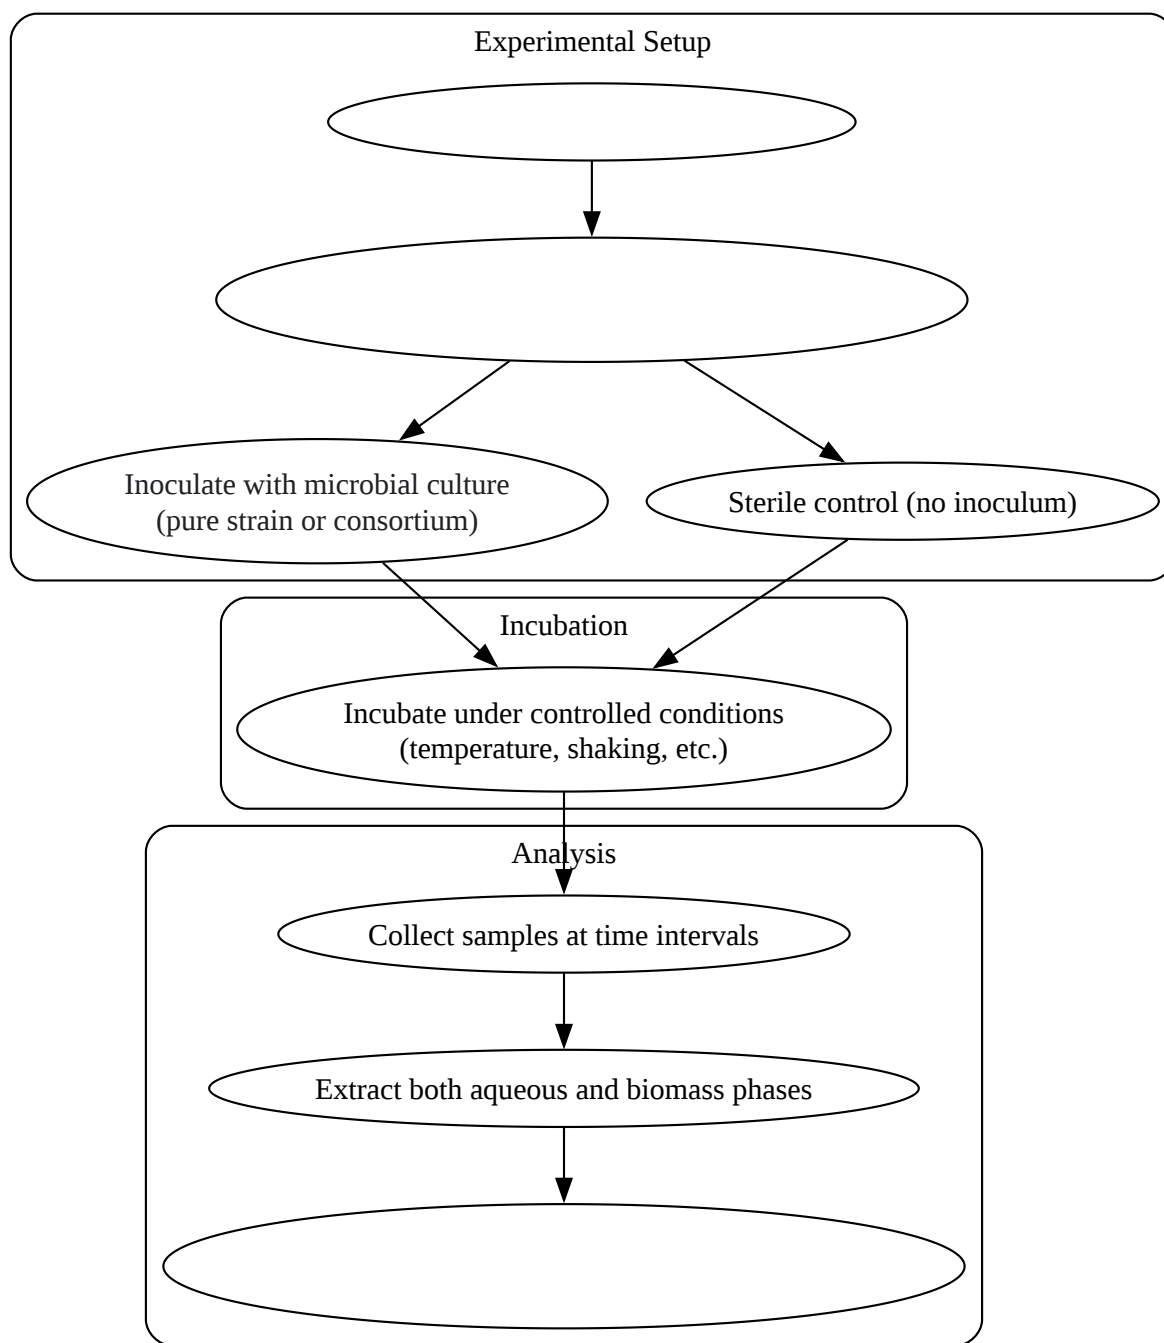 Experimental Setup
Inoculate with microbial culture
(pure strain or consortium)
Sterile control (no inoculum)
Incubation
Incubate under controlled conditions
(temperature, shaking, etc.)
Analysis
Collect samples at time intervals
Extract both aqueous and biomass phases